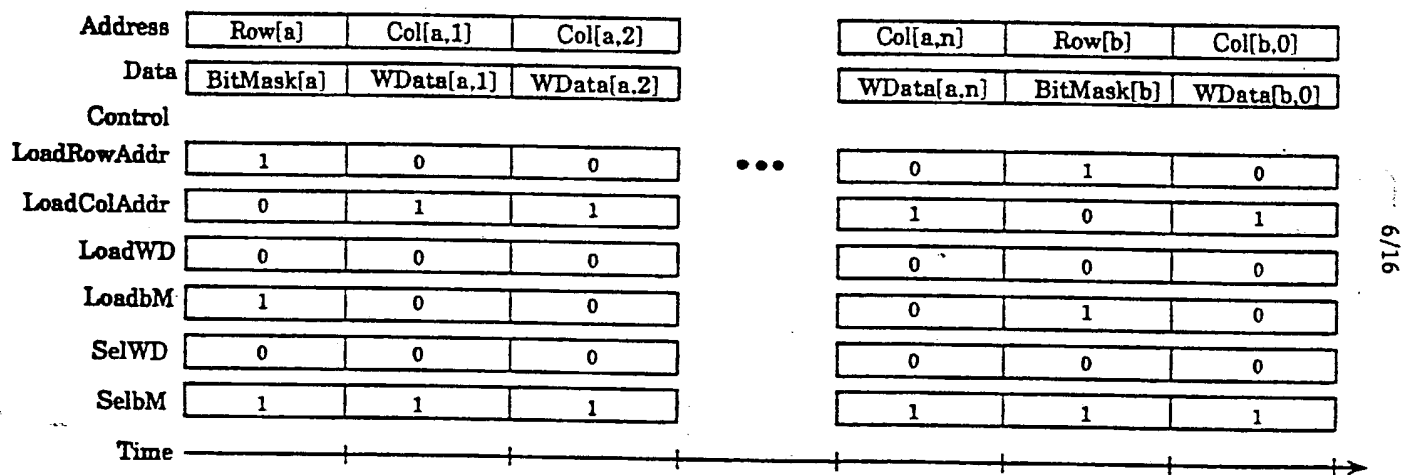 Address Row[a] Col[a,1] Col[a,2] Col[a,n] Row[b] Col[b,0]
Data BitMask[a] WData[a,1] WData[a,2] WData[a,n] BitMask[b] WData[b,0]
Control
LoadRowAddr 1 0 0 ••• 0 1 0
LoadColAddr 0 1 1 1 0 1
LoadWD 0 0 0 0 0 0
LoadbM 1 0 0 0 1 0
SelWD 0 0 0 0 0 0
SelbM 1 1 1 1 1 1
Time
6/16